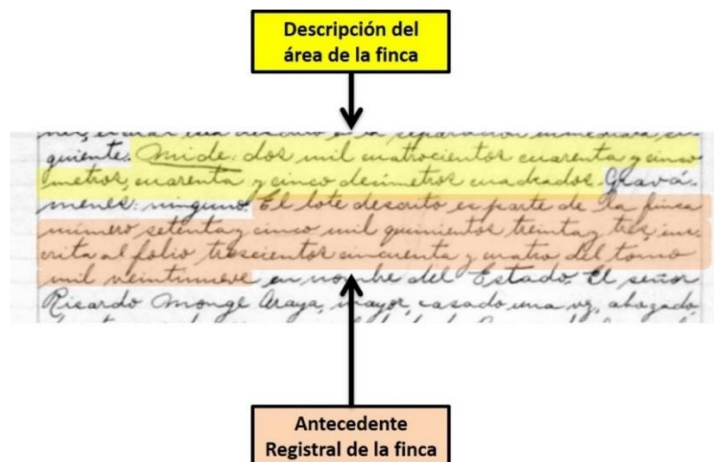 Descripción del
área de la finca
quiente. Mide: dos mil cuatrocientos cuarenta y cinco
metros, cuarenta y cinco decímetros cuadrados. Gravá-
menes: ninguno. El lote descrito es parte de la finca
número setenta y cinco mil quinientos treinta y tres, ins-
crita al folio trescientos cincuenta y cuatro del tomo
mil veintinueve en nombre del Estado. El señor
Ricardo Monge Araya, mayor, casado una vez, abogado,
Antecedente
Registral de la finca